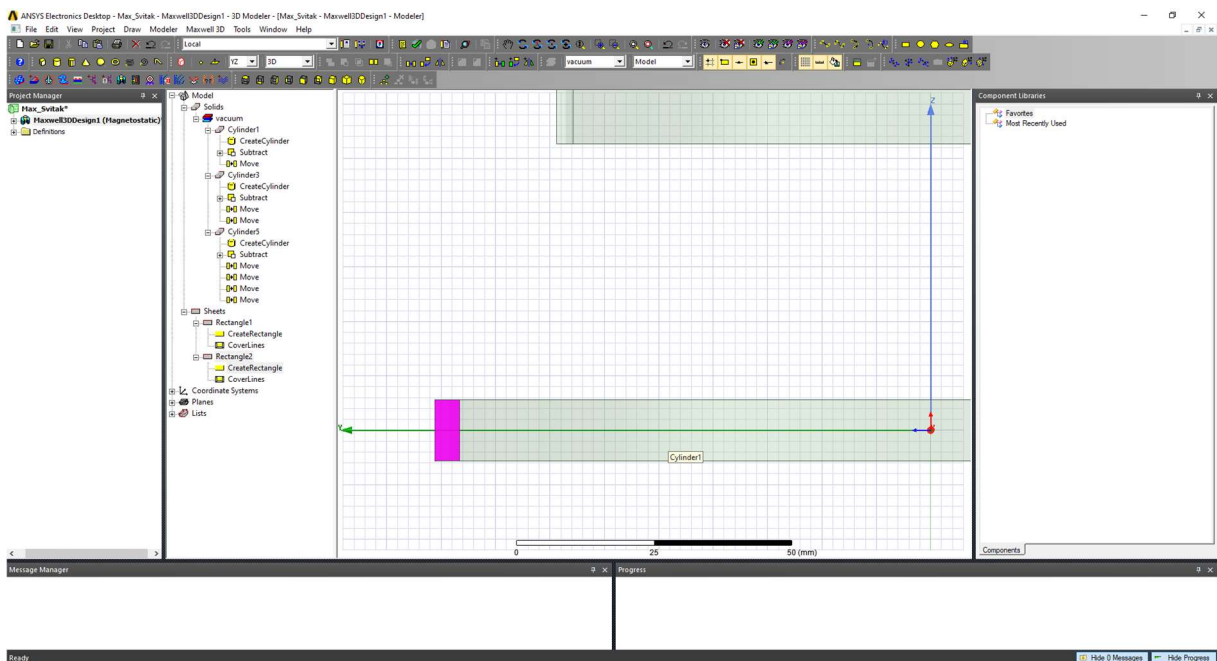 ANSYS Electronics Desktop - Max_Svitak - Maxwell3DDesign1 - 3D Modeler - [Max_Svitak - Maxwell3DDesign1 - Modeler]
File Edit View Project Draw Modeler Maxwell 3D Tools Window Help
Local
YZ 3D vacuum Model
Project Manager
Max_Svitak*
Maxwell3DDesign1 (Magnetostatic)*
Definitions
Model
Solids
vacuum
Cylinder1
CreateCylinder
Subtract
Move
Cylinder3
CreateCylinder
Subtract
Move
Move
Cylinder5
CreateCylinder
Subtract
Move
Move
Move
Move
Sheets
Rectangle1
CreateRectangle
CoverLines
Rectangle2
CreateRectangle
CoverLines
Coordinate Systems
Planes
Lists
Z
Y
Cylinder1
0 25 50 (mm)
Component Libraries
Favorites
Most Recently Used
Components
Message Manager
Progress
Ready
Hide 0 Messages Hide Progress